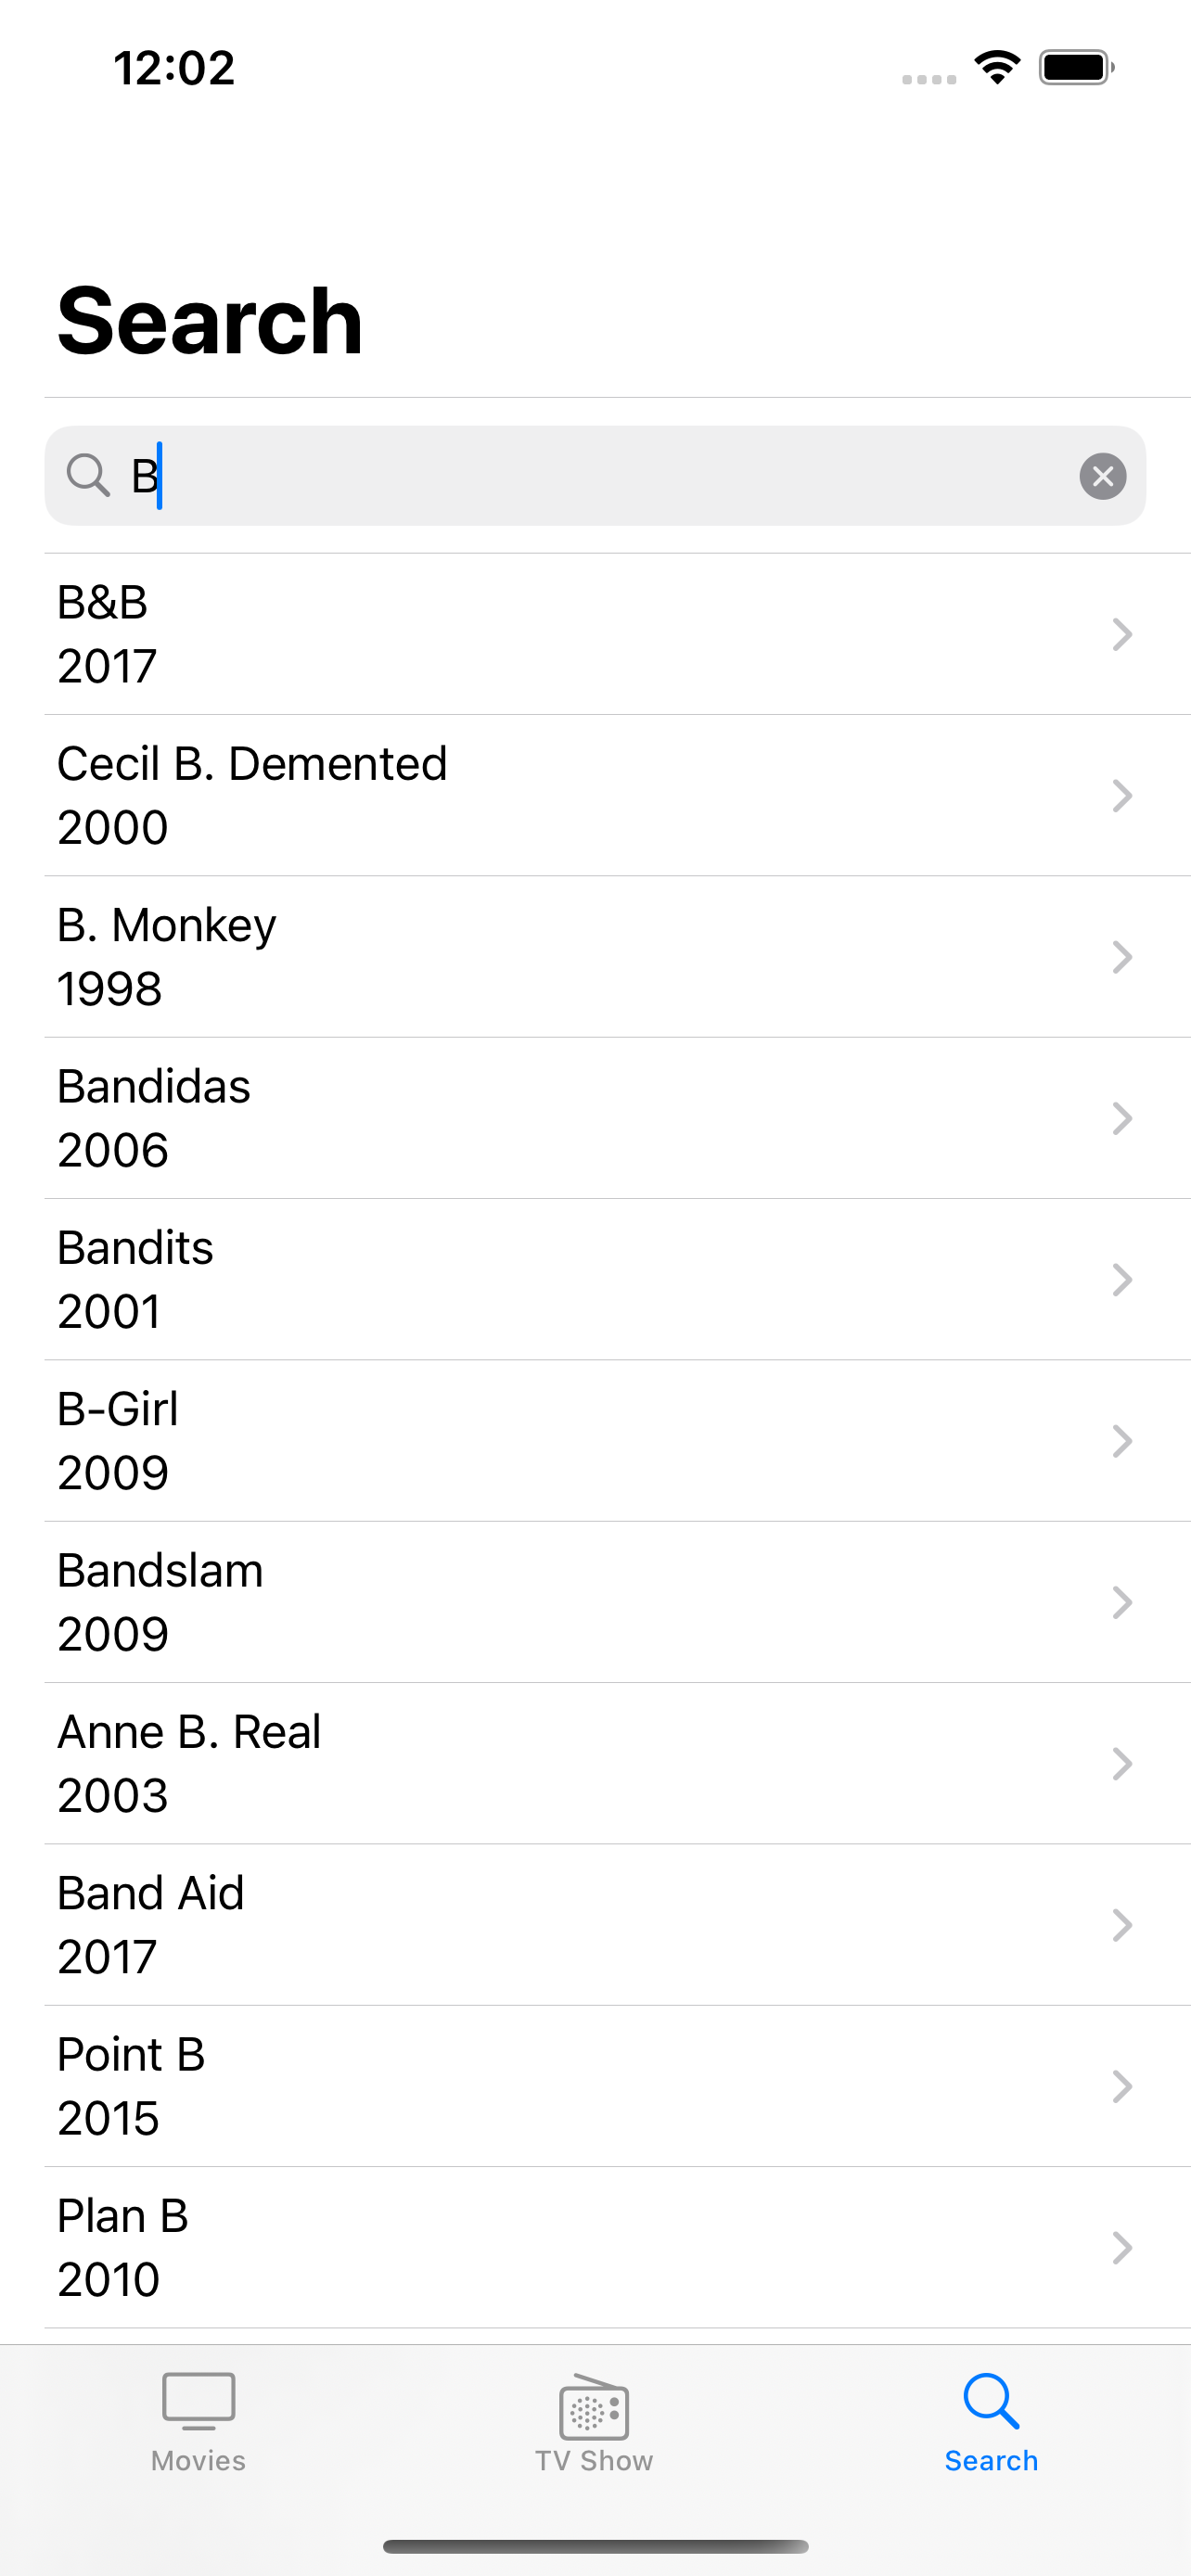 12:02
Search
B
B&B
2017
Cecil B. Demented
2000
B. Monkey
1998
Bandidas
2006
Bandits
2001
B-Girl
2009
Bandslam
2009
Anne B. Real
2003
Band Aid
2017
Point B
2015
Plan B
2010
Movies
TV Show
Search